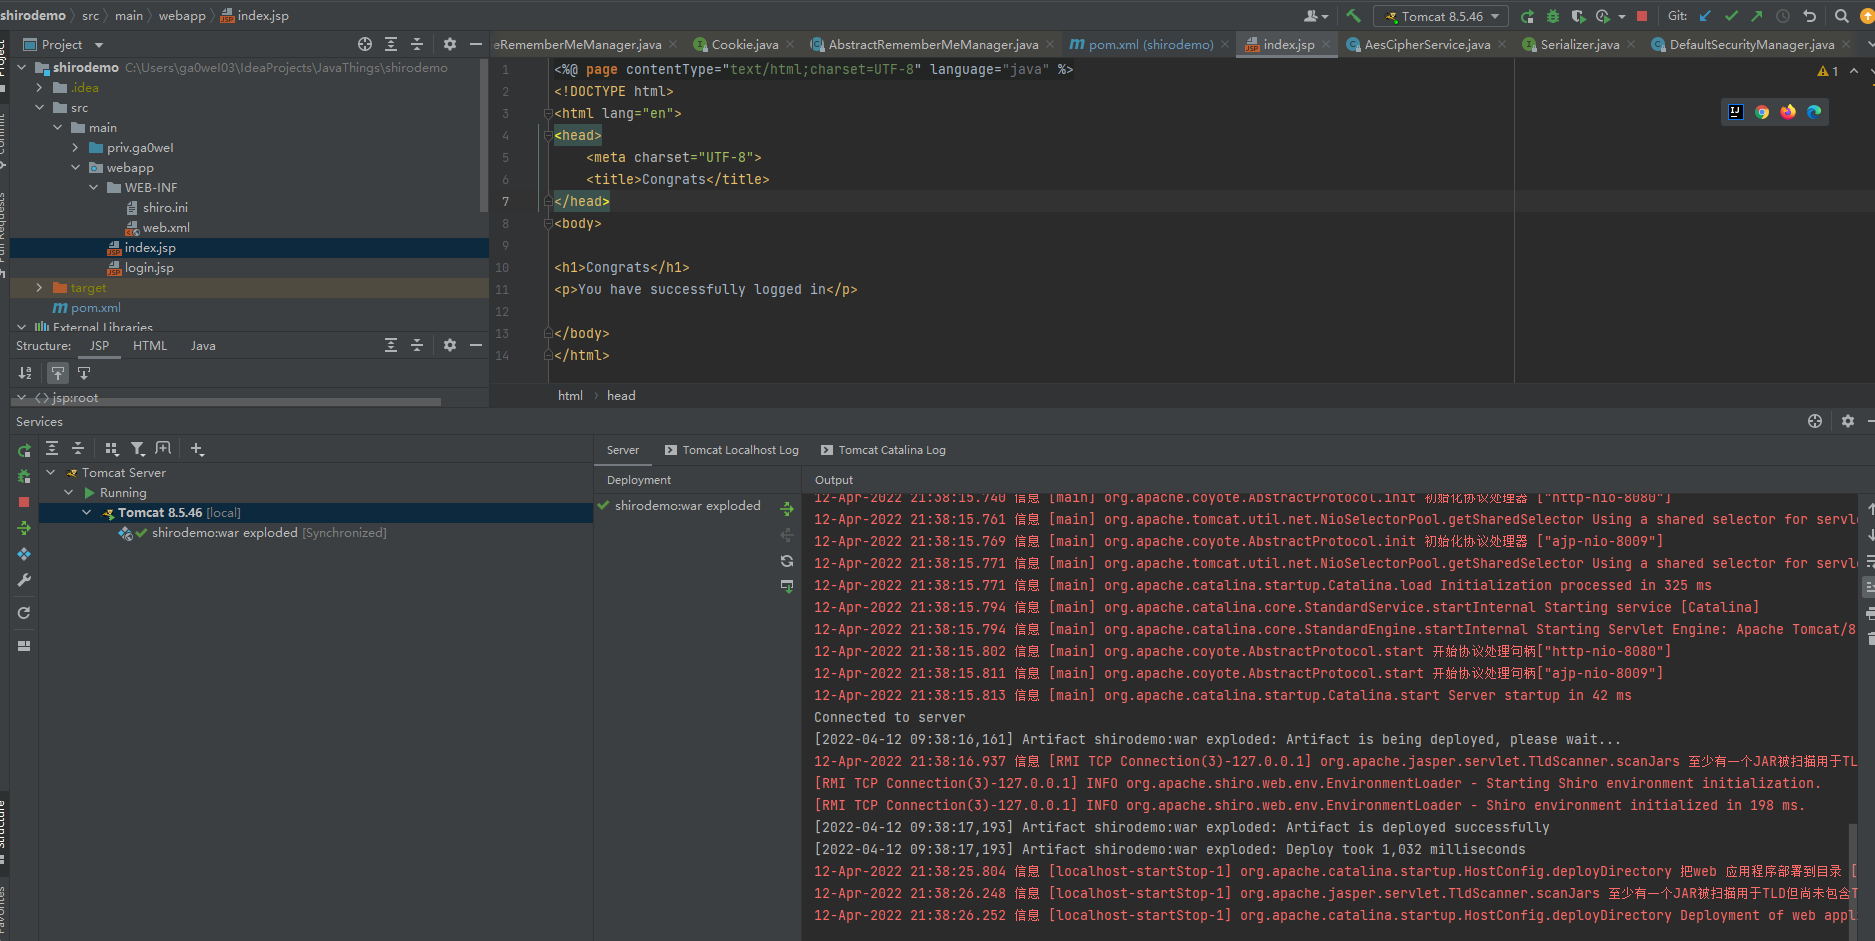 shirodemo > src > main > webapp > index.jsp
Tomcat 8.5.46
Git:
Project
shirodemo C:\Users\ga0weI03\IdeaProjects\JavaThings\shirodemo
.idea
src
main
priv.ga0weI
webapp
WEB-INF
shiro.ini
web.xml
index.jsp
login.jsp
target
pom.xml
External Libraries
Structure: JSP HTML Java
jsp:root
eRememberMeManager.java Cookie.java AbstractRememberMeManager.java pom.xml (shirodemo) index.jsp AesCipherService.java Serializer.java DefaultSecurityManager.java
1
1 <%@ page contentType="text/html;charset=UTF-8" language="java" %>
2 <!DOCTYPE html>
3 <html lang="en">
4 <head>
5 <meta charset="UTF-8">
6 <title>Congrats</title>
7 </head>
8 <body>
9
10 <h1>Congrats</h1>
11 <p>You have successfully logged in</p>
12
13 </body>
14 </html>
html > head
Services
Tomcat Server
Running
Tomcat 8.5.46 [local]
shirodemo:war exploded [Synchronized]
Server Tomcat Localhost Log Tomcat Catalina Log
Deployment
shirodemo:war exploded
Output
12-Apr-2022 21:38:15.740 信息 [main] org.apache.coyote.AbstractProtocol.init 初始化协议处理器 ["http-nio-8080"]
12-Apr-2022 21:38:15.761 信息 [main] org.apache.tomcat.util.net.NioSelectorPool.getSharedSelector Using a shared selector for servl
12-Apr-2022 21:38:15.769 信息 [main] org.apache.coyote.AbstractProtocol.init 初始化协议处理器 ["ajp-nio-8009"]
12-Apr-2022 21:38:15.771 信息 [main] org.apache.tomcat.util.net.NioSelectorPool.getSharedSelector Using a shared selector for servl
12-Apr-2022 21:38:15.771 信息 [main] org.apache.catalina.startup.Catalina.load Initialization processed in 325 ms
12-Apr-2022 21:38:15.794 信息 [main] org.apache.catalina.core.StandardService.startInternal Starting service [Catalina]
12-Apr-2022 21:38:15.794 信息 [main] org.apache.catalina.core.StandardEngine.startInternal Starting Servlet Engine: Apache Tomcat/8
12-Apr-2022 21:38:15.802 信息 [main] org.apache.coyote.AbstractProtocol.start 开始协议处理句柄["http-nio-8080"]
12-Apr-2022 21:38:15.811 信息 [main] org.apache.coyote.AbstractProtocol.start 开始协议处理句柄["ajp-nio-8009"]
12-Apr-2022 21:38:15.813 信息 [main] org.apache.catalina.startup.Catalina.start Server startup in 42 ms
Connected to server
[2022-04-12 09:38:16,161] Artifact shirodemo:war exploded: Artifact is being deployed, please wait...
12-Apr-2022 21:38:16.937 信息 [RMI TCP Connection(3)-127.0.0.1] org.apache.jasper.servlet.TldScanner.scanJars 至少有一个JAR被扫描用于TL
[RMI TCP Connection(3)-127.0.0.1] INFO org.apache.shiro.web.env.EnvironmentLoader - Starting Shiro environment initialization.
[RMI TCP Connection(3)-127.0.0.1] INFO org.apache.shiro.web.env.EnvironmentLoader - Shiro environment initialized in 198 ms.
[2022-04-12 09:38:17,193] Artifact shirodemo:war exploded: Artifact is deployed successfully
[2022-04-12 09:38:17,193] Artifact shirodemo:war exploded: Deploy took 1,032 milliseconds
12-Apr-2022 21:38:25.804 信息 [localhost-startStop-1] org.apache.catalina.startup.HostConfig.deployDirectory 把web 应用程序部署到目录 [
12-Apr-2022 21:38:26.248 信息 [localhost-startStop-1] org.apache.jasper.servlet.TldScanner.scanJars 至少有一个JAR被扫描用于TLD但尚未包含T
12-Apr-2022 21:38:26.252 信息 [localhost-startStop-1] org.apache.catalina.startup.HostConfig.deployDirectory Deployment of web appl